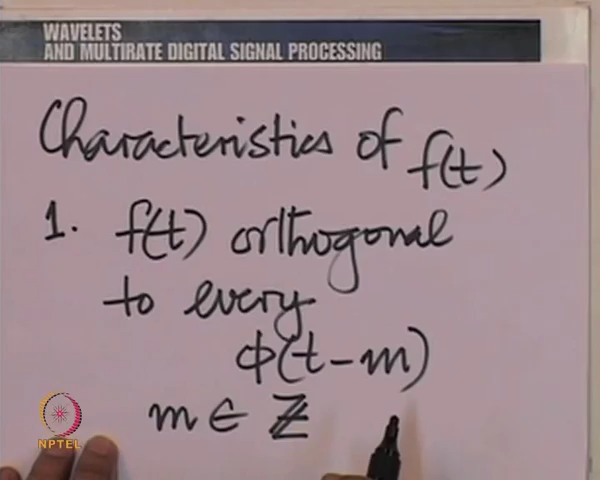 WAVELETS
AND MULTIRATE DIGITAL SIGNAL PROCESSING
Characteristics of f(t)
1. f(t) orthogonal
to every
ϕ(t-m)
m ∈ ℤ
NPTEL